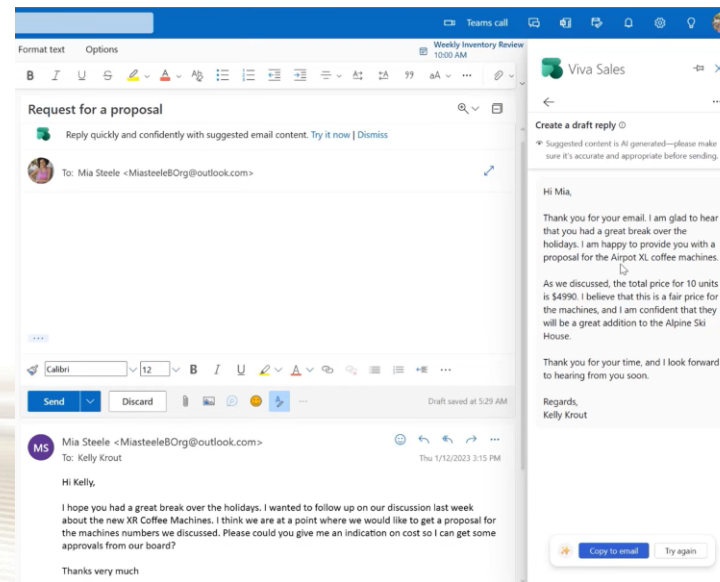 Teams call
Format text Options
Weekly Inventory Review
10:00 AM
Viva Sales
Request for a proposal
Reply quickly and confidently with suggested email content. Try it now | Dismiss
To: Mia Steele <MiasteeleBOrg@outlook.com>
Calibri 12
Send Discard
Draft saved at 5:29 AM
MS
Mia Steele <MiasteeleBOrg@outlook.com>
To: Kelly Krout
Thu 1/12/2023 3:15 PM
Hi Kelly,
I hope you had a great break over the holidays. I wanted to follow up on our discussion last week
about the new XR Coffee Machines. I think we are at a point where we would like to get a proposal for
the machines numbers we discussed. Please could you give me an indication on cost so I can get some
approvals from our board?
Thanks very much
Create a draft reply
Suggested content is AI generated—please make
sure it's accurate and appropriate before sending.
Hi Mia,
Thank you for your email. I am glad to hear
that you had a great break over the
holidays. I am happy to provide you with a
proposal for the Airpot XL coffee machines.
As we discussed, the total price for 10 units
is $4990. I believe that this is a fair price for
the machines, and I am confident that they
will be a great addition to the Alpine Ski
House.
Thank you for your time, and I look forward
to hearing from you soon.
Regards,
Kelly Krout
Copy to email Try again